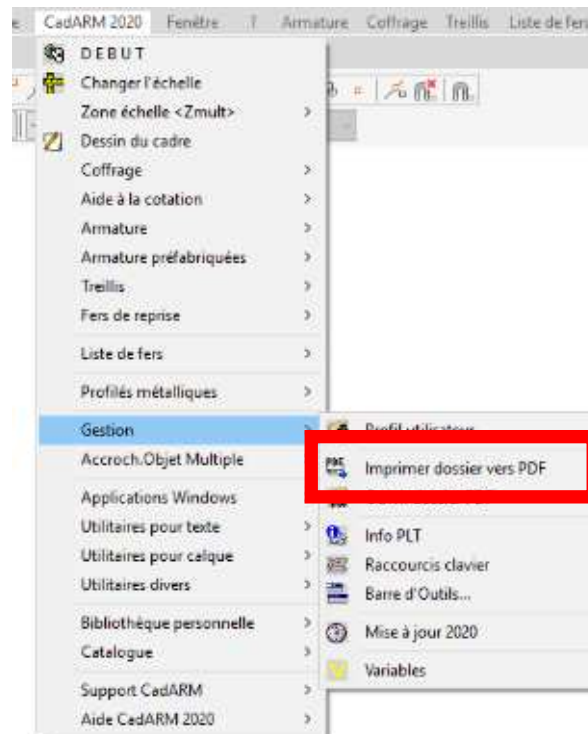 CadARM 2020 Fenêtre ? Armature Coffrage Treillis Liste de fers
DEBUT
Changer l'échelle
Zone échelle <Zmult>
Dessin du cadre
Coffrage
Aide à la cotation
Armature
Armature préfabriquées
Treillis
Fers de reprise
Liste de fers
Profilés métalliques
Gestion
Profil utilisateur
Accroch.Objet Multiple
Imprimer dossier vers PDF
Applications Windows
Utilitaires pour texte
Info PLT
Utilitaires pour calque
Raccourcis clavier
Utilitaires divers
Barre d'Outils...
Bibliothèque personnelle
Mise à jour 2020
Catalogue
Variables
Support CadARM
Aide CadARM 2020